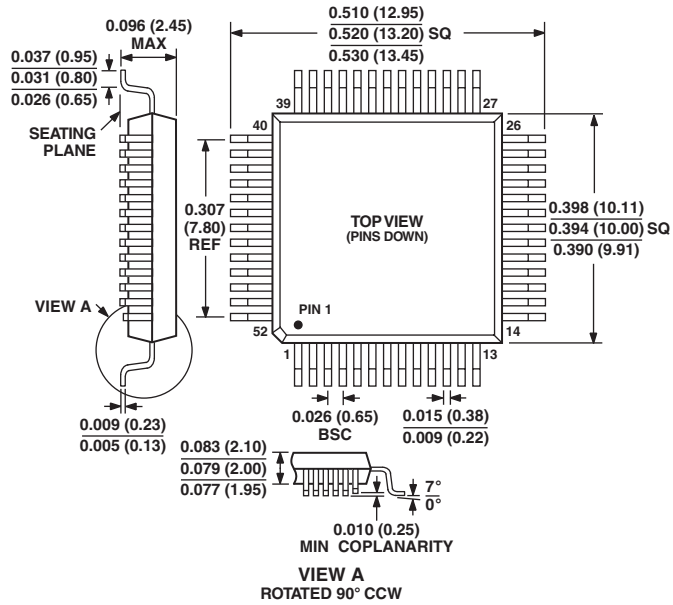 0.096 (2.45)
MAX
0.510 (12.95)
0.520 (13.20) SQ
0.530 (13.45)
0.037 (0.95)
0.031 (0.80)
0.026 (0.65)
SEATING
PLANE
39
27
40
26
0.307
(7.80)
REF
TOP VIEW
(PINS DOWN)
0.398 (10.11)
0.394 (10.00) SQ
0.390 (9.91)
VIEW A
PIN 1
52
14
1
13
0.009 (0.23)
0.005 (0.13)
0.026 (0.65)
BSC
0.015 (0.38)
0.009 (0.22)
0.083 (2.10)
0.079 (2.00)
0.077 (1.95)
7°
0°
0.010 (0.25)
MIN COPLANARITY
VIEW A
ROTATED 90° CCW